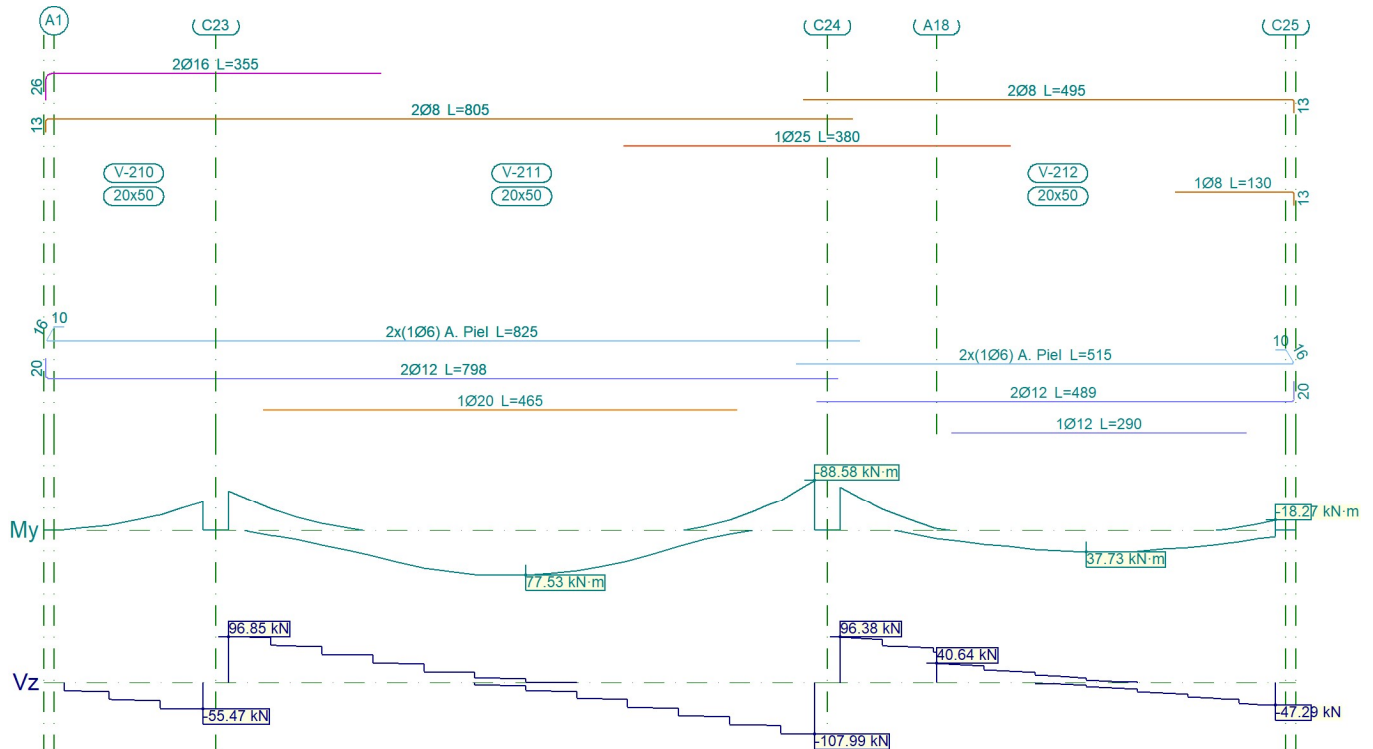 A1
C23
C24
A18
C25
2Ø16 L=355
26
2Ø8 L=495
13
2Ø8 L=805
13
1Ø25 L=380
V-210
20x50
V-211
20x50
V-212
20x50
1Ø8 L=130
13
16
10
2x(1Ø6) A. Piel L=825
10
16
2x(1Ø6) A. Piel L=515
20
2Ø12 L=798
2Ø12 L=489
20
1Ø20 L=465
1Ø12 L=290
-88.58 kN·m
-18.27 kN·m
My
77.53 kN·m
37.73 kN·m
96.85 kN
96.38 kN
40.64 kN
Vz
-55.47 kN
-47.29 kN
-107.99 kN